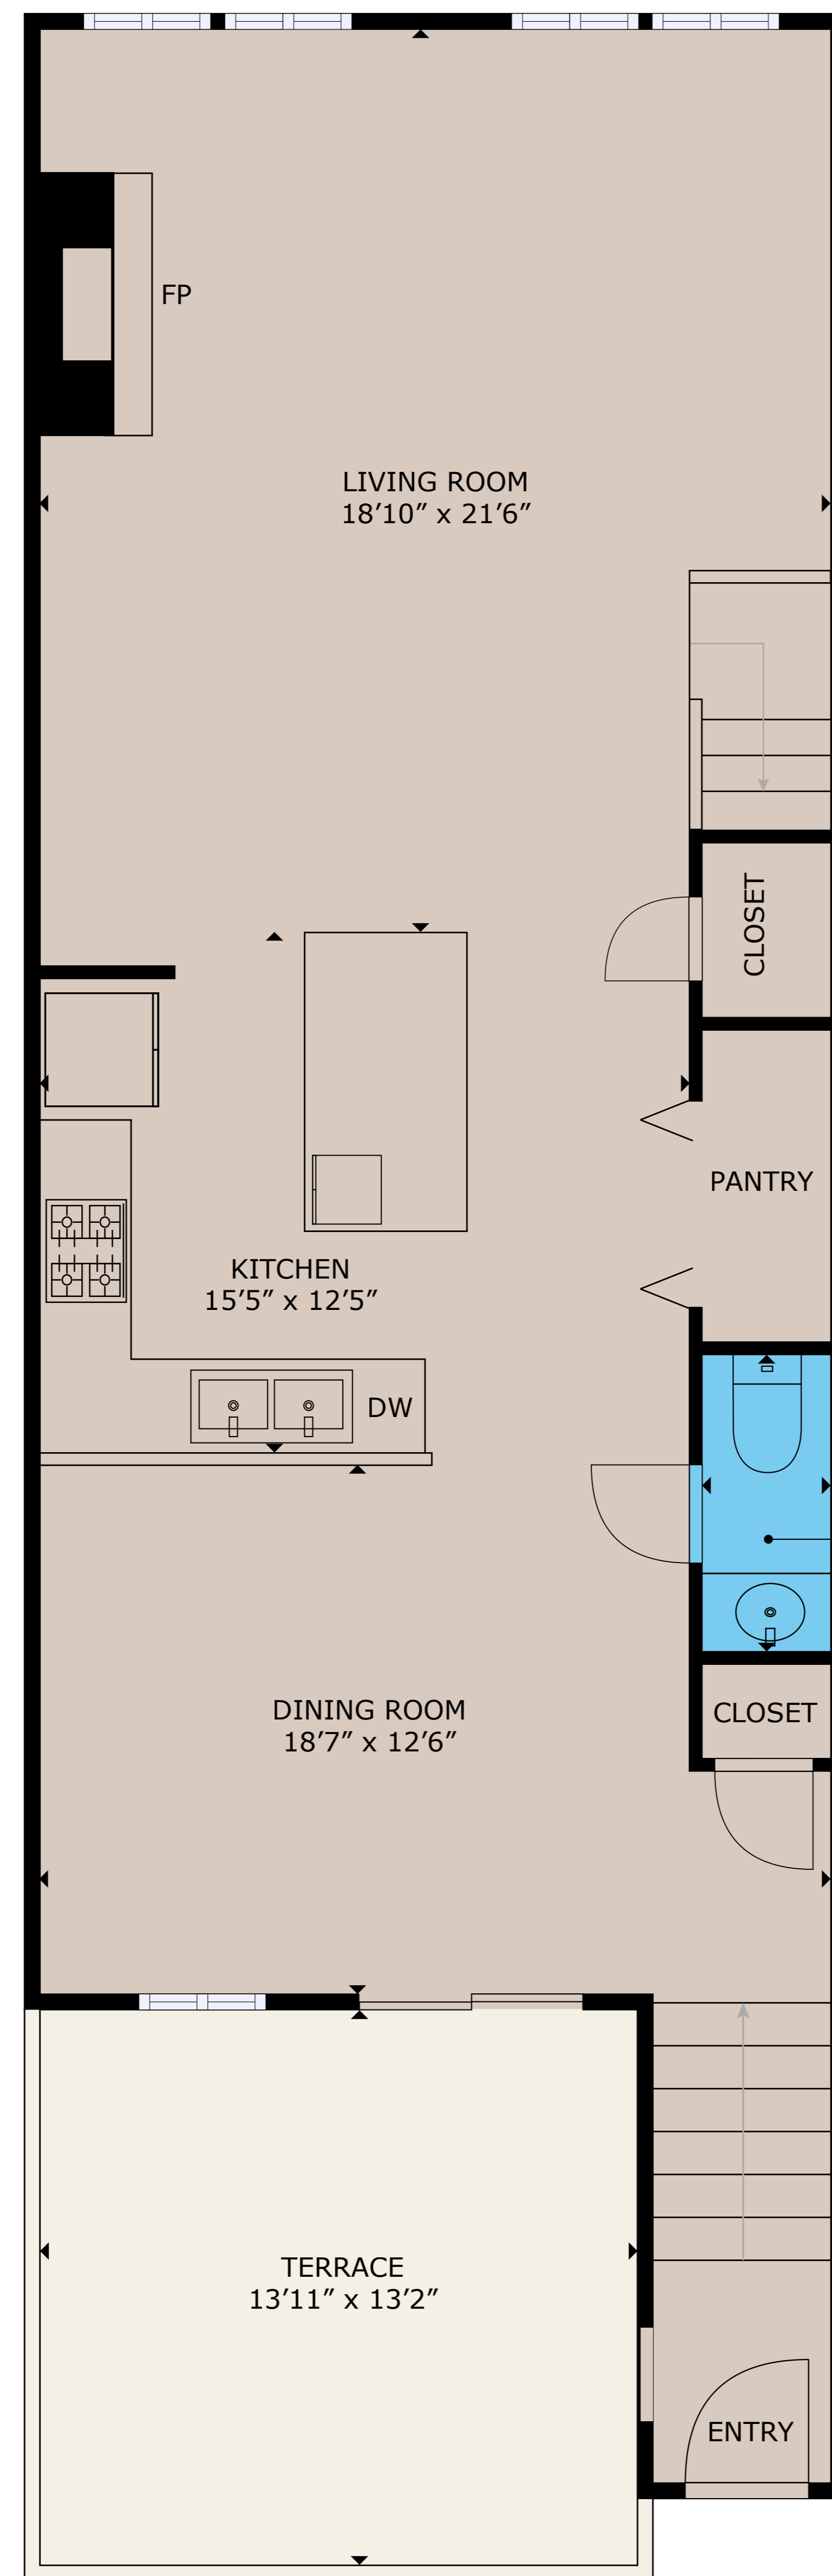 FP
LIVING ROOM
18′10″ x 21′6″
CLOSET
PANTRY
KITCHEN
15′5″ x 12′5″
DW
DINING ROOM
18′7″ x 12′6″
CLOSET
TERRACE
13′11″ x 13′2″
ENTRY